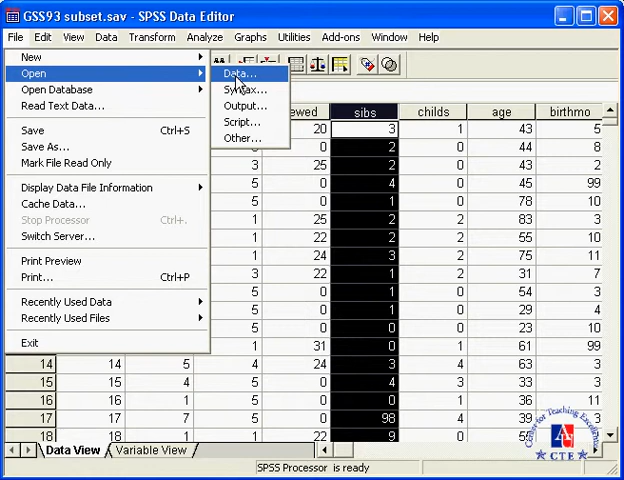 GSS93 subset.sav - SPSS Data Editor
File Edit View Data Transform Analyze Graphs Utilities Add-ons Window Help
New
Open
Open Database
Read Text Data...
Save Ctrl+S
Save As...
Mark File Read Only
Display Data File Information
Cache Data...
Stop Processor Ctrl+.
Switch Server...
Print Preview
Print... Ctrl+P
Recently Used Data
Recently Used Files
Exit
Data...
Syntax...
Output...
Script...
Other...
ewed sibs childs age birthmo
20 3 1 43 5
0 2 0 44 8
3 25 2 0 43 2
5 0 4 0 45 99
5 0 1 0 78 10
1 25 2 2 83 3
1 22 2 2 55 10
1 24 3 2 75 11
3 22 1 2 31 7
5 0 1 0 54 3
5 0 1 0 29 4
5 0 0 0 23 10
1 31 0 1 61 99
14 14 5 4 24 3 3 63 4
15 15 4 5 0 4 3 33 3
16 16 1 5 0 0 0 36 11
17 17 7 5 0 98 4 39 3
18 18 1 1 22 9 0
Data View Variable View
SPSS Processor is ready
Center for Teaching Excellence
AU
CTE